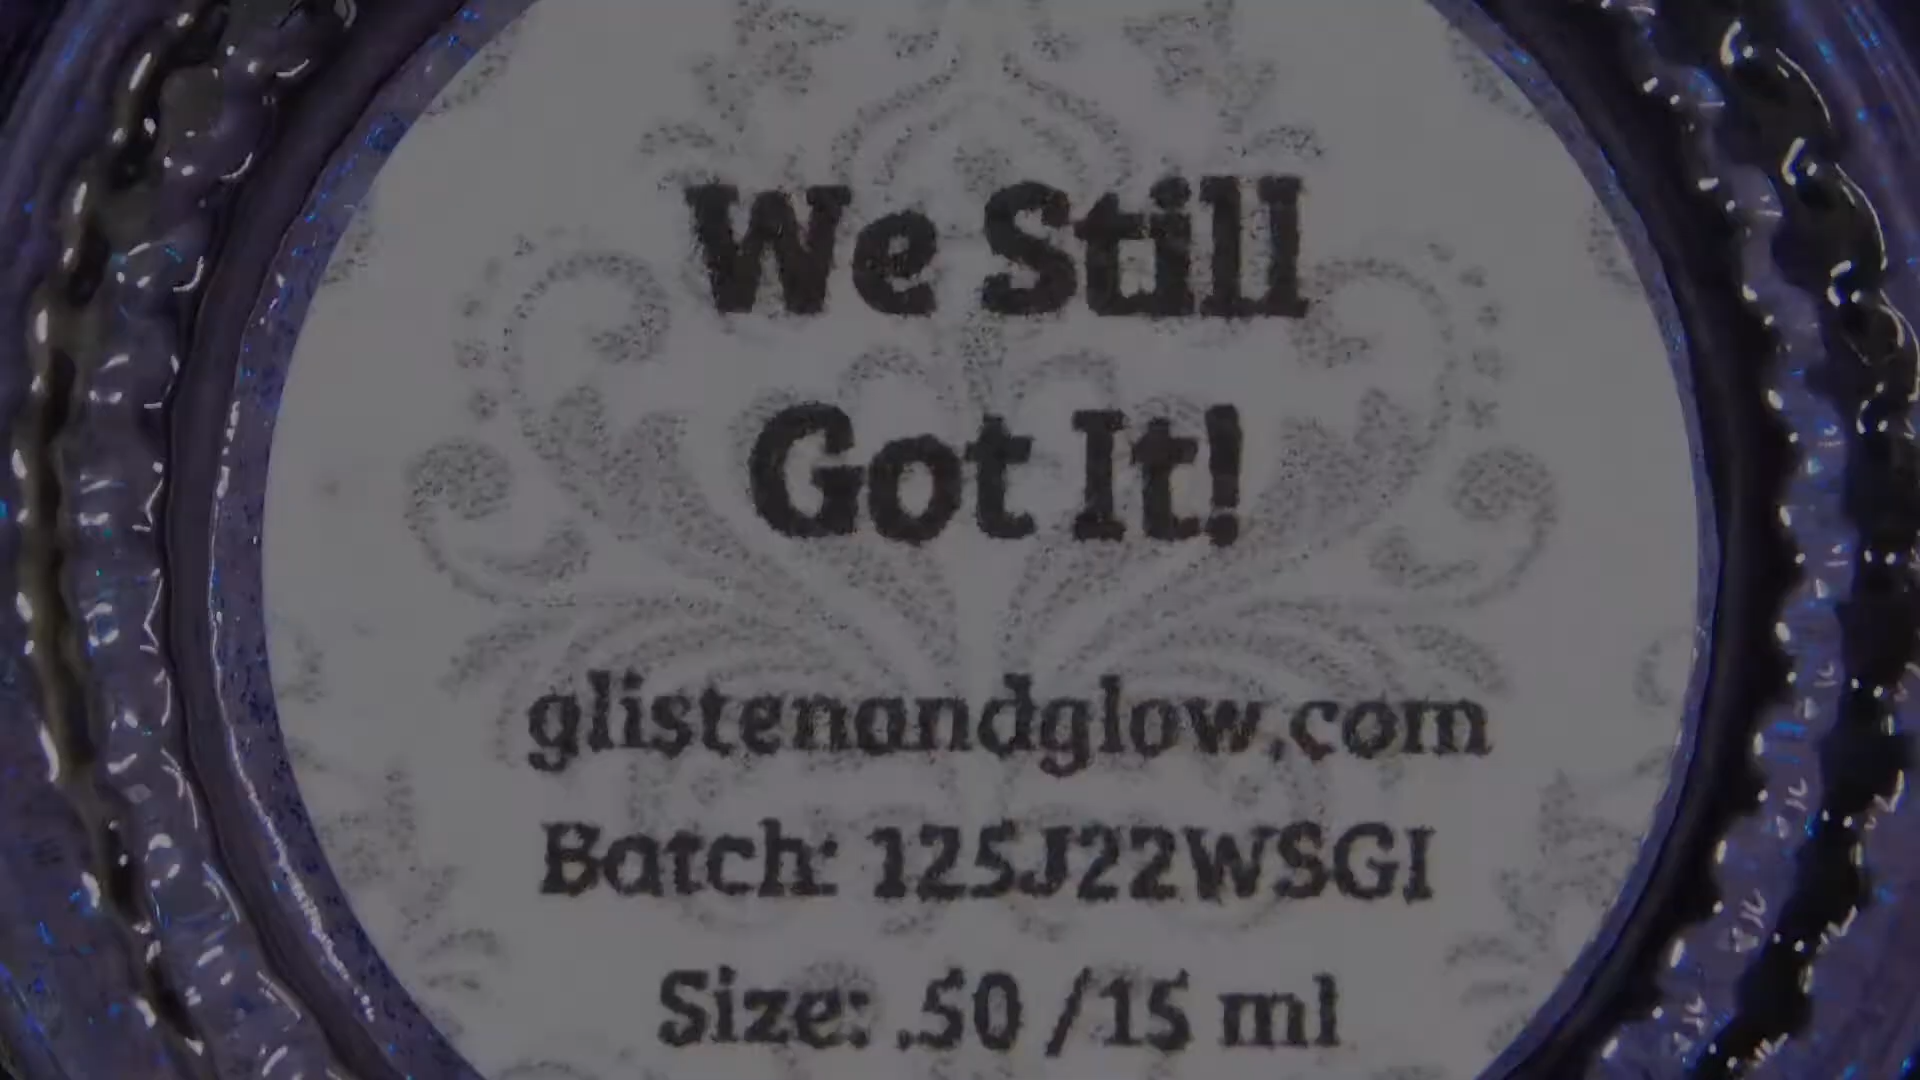 We Still
Got It!
glistenandglow.com
Batch: 125J22WSGI
Size: .50 / 15 ml